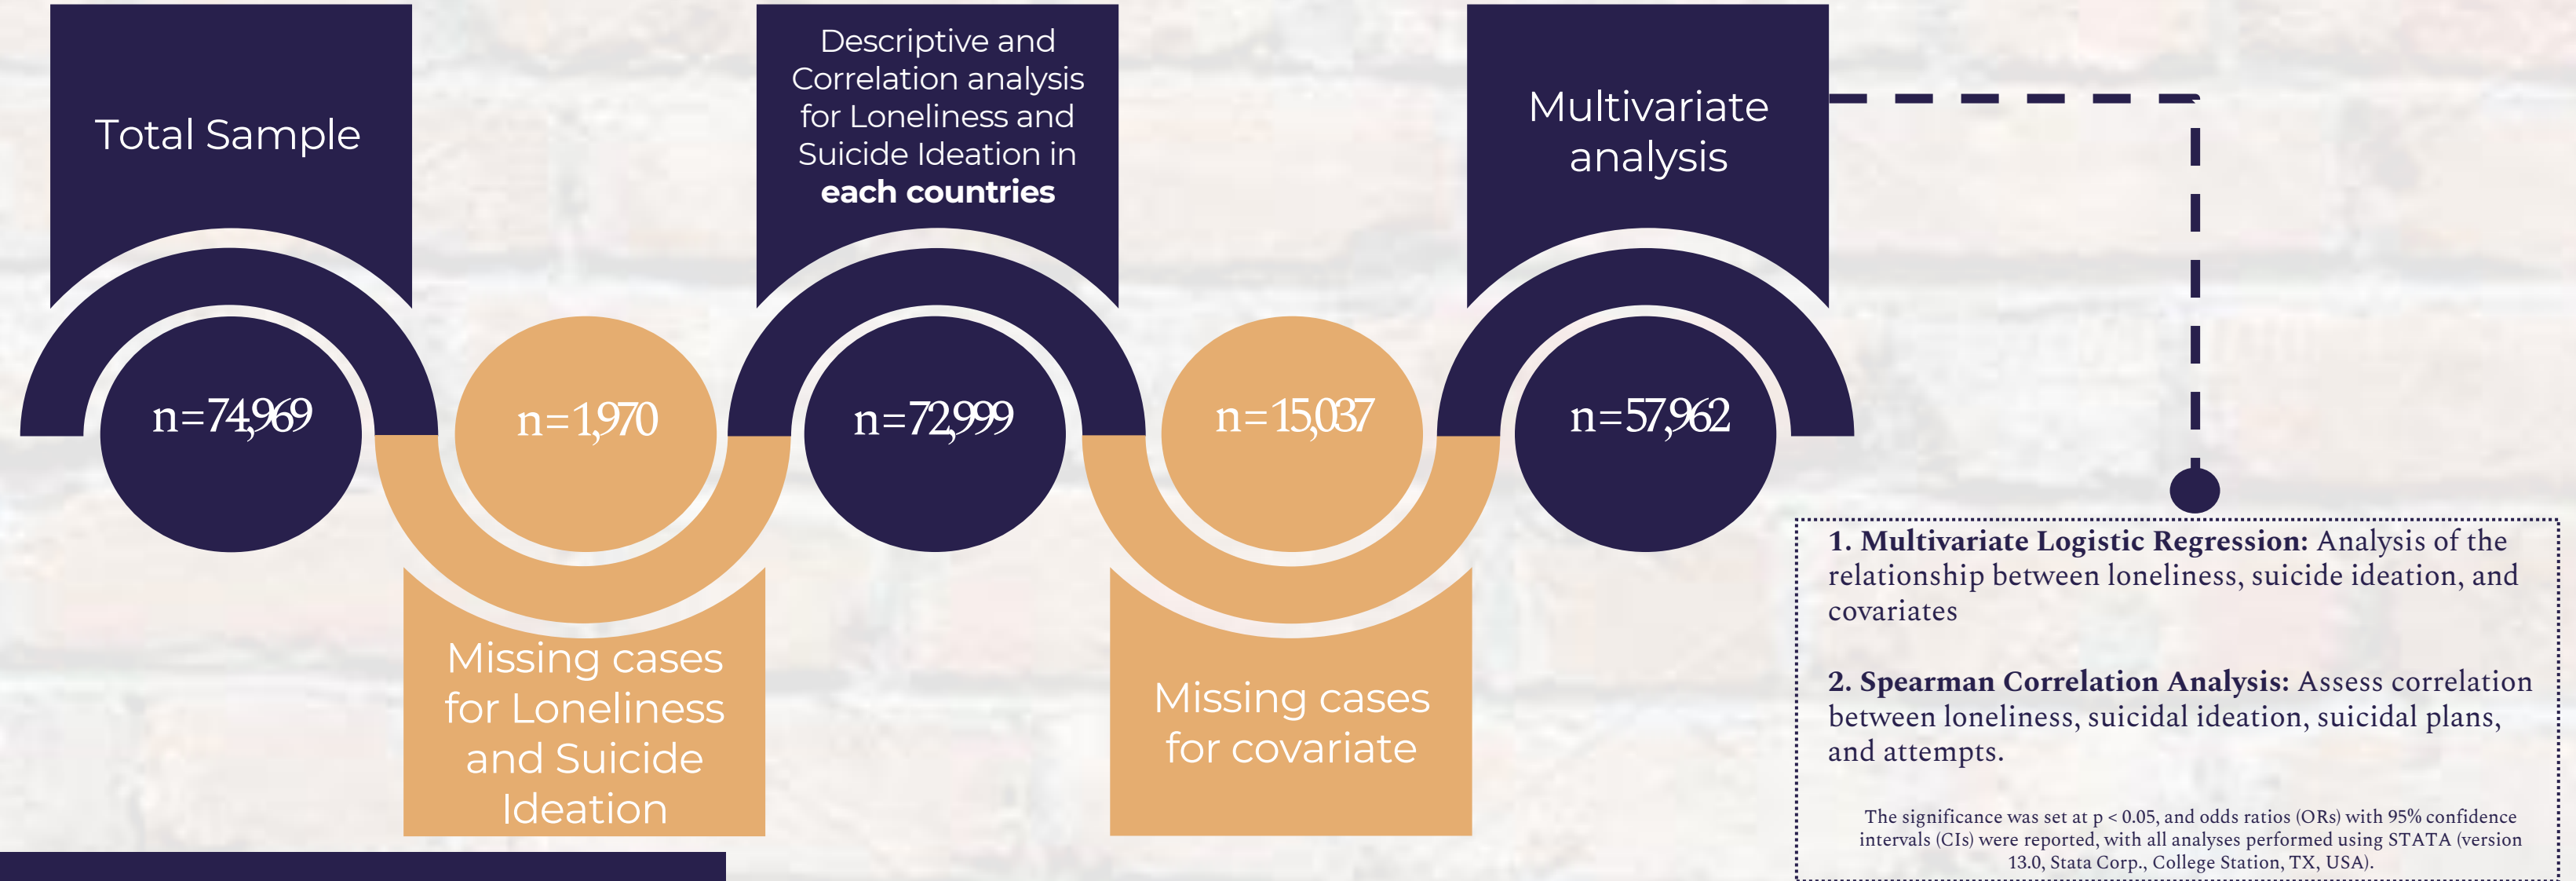 Total Sample
n=74,969
n=1,970
Missing cases
for Loneliness
and Suicide
Ideation
Descriptive and
Correlation analysis
for Loneliness and
Suicide Ideation in
each countries
n=72,999
n=15,037
Missing cases
for covariate
Multivariate
analysis
n=57,962
1. Multivariate Logistic Regression: Analysis of the
relationship between loneliness, suicide ideation, and
covariates
2. Spearman Correlation Analysis: Assess correlation
between loneliness, suicidal ideation, suicidal plans,
and attempts.
The significance was set at p < 0.05, and odds ratios (ORs) with 95% confidence
intervals (CIs) were reported, with all analyses performed using STATA (version
13.0, Stata Corp., College Station, TX, USA).